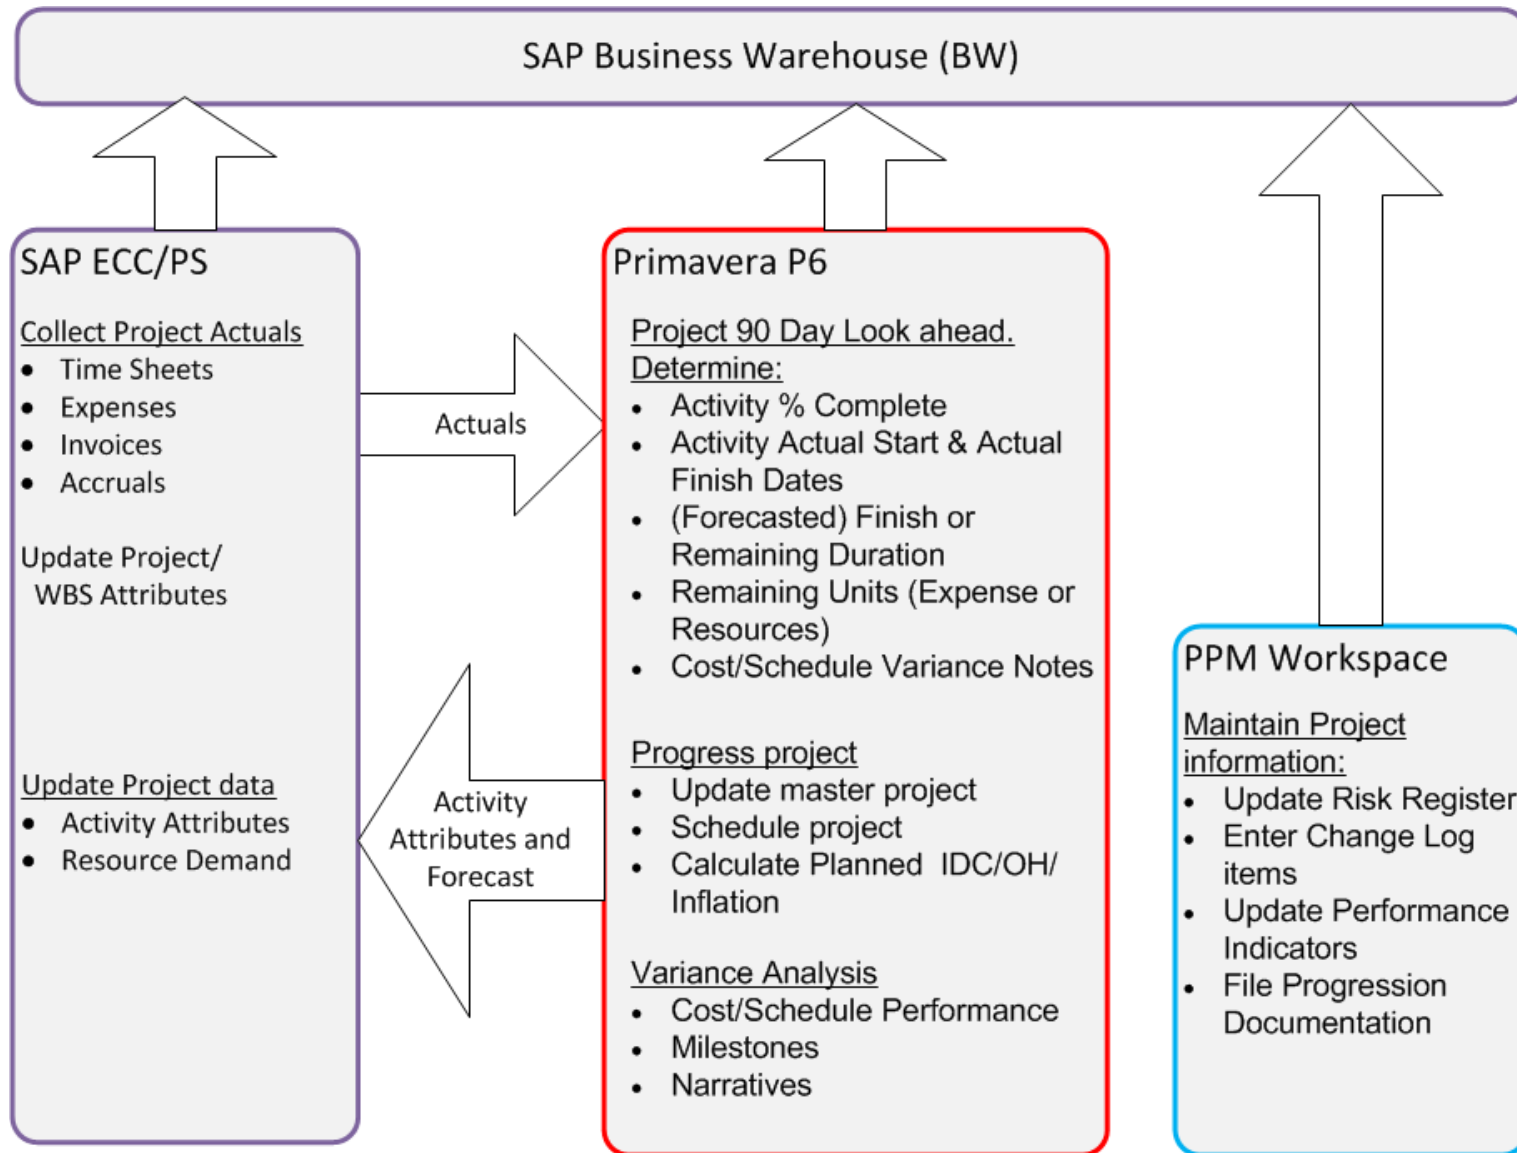 SAP Business Warehouse (BW)
SAP ECC/PS
Collect Project Actuals
• Time Sheets
• Expenses
• Invoices
• Accruals
Update Project/
WBS Attributes
Update Project data
• Activity Attributes
• Resource Demand
Actuals
Activity
Attributes and
Forecast
Primavera P6
Project 90 Day Look ahead.
Determine:
• Activity % Complete
• Activity Actual Start & Actual
Finish Dates
• (Forecasted) Finish or
Remaining Duration
• Remaining Units (Expense or
Resources)
• Cost/Schedule Variance Notes
Progress project
• Update master project
• Schedule project
• Calculate Planned IDC/OH/
Inflation
Variance Analysis
• Cost/Schedule Performance
• Milestones
• Narratives
PPM Workspace
Maintain Project
information:
• Update Risk Register
• Enter Change Log
items
• Update Performance
Indicators
• File Progression
Documentation